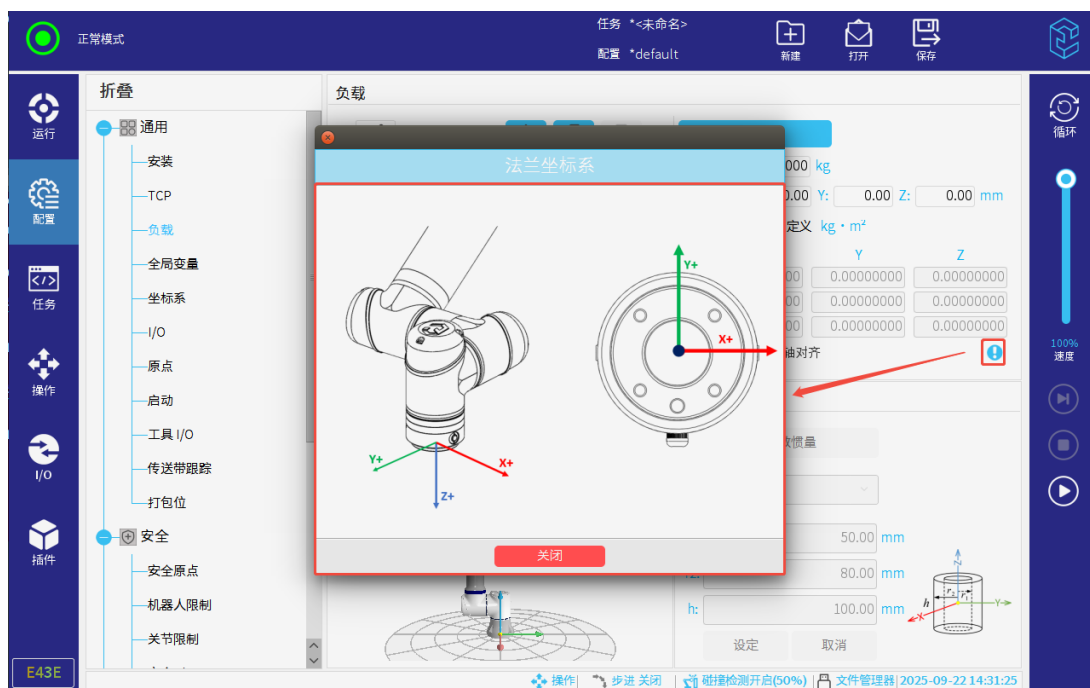 正常模式
任务 *<未命名>
配置 *default
新建
打开
保存
运行
配置
任务
操作
I/O
插件
E43E
折叠
通用
安装
TCP
负载
全局变量
坐标系
I/O
原点
启动
工具 I/O
传送带跟踪
打包位
安全
安全原点
机器人限制
关节限制
负载
法兰坐标系
Y+
X+
Y+
X+
Z+
关闭
000 kg
0.00 Y: 0.00 Z: 0.00 mm
定义 kg・m²
Y Z
00 0.00000000 0.00000000
00 0.00000000 0.00000000
00 0.00000000 0.00000000
轴对齐
惯量
50.00 mm
80.00 mm
h: 100.00 mm
设定 取消
Z
h r₂ r₁
X Y
循环
100%
速度
操作 步进 关闭 碰撞检测开启(50%) 文件管理器 2025-09-22 14:31:25